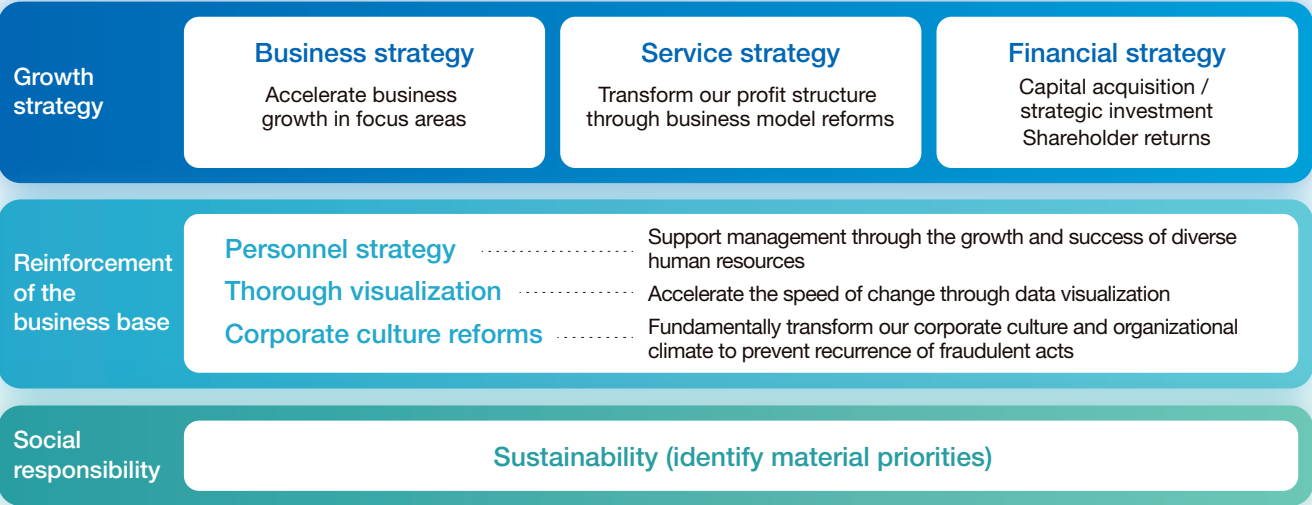 Growth
strategy
Business strategy
Accelerate business
growth in focus areas
Service strategy
Transform our profit structure
through business model reforms
Financial strategy
Capital acquisition /
strategic investment
Shareholder returns
Reinforcement
of the
business base
Personnel strategy
Support management through the growth and success of diverse
human resources
Thorough visualization
Accelerate the speed of change through data visualization
Corporate culture reforms
Fundamentally transform our corporate culture and organizational
climate to prevent recurrence of fraudulent acts
Social
responsibility
Sustainability (identify material priorities)